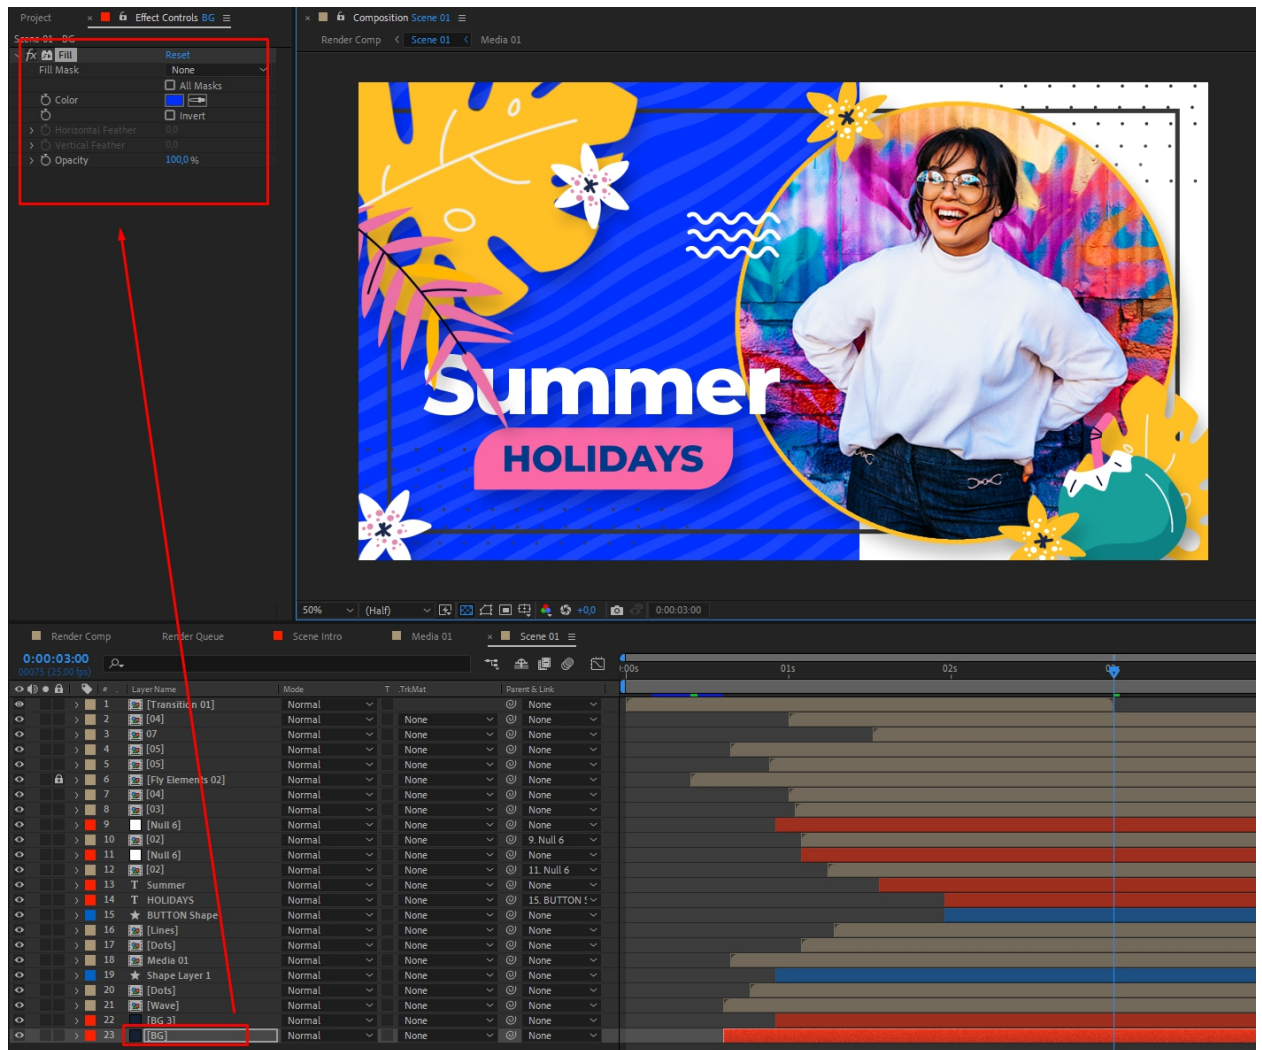 Project
× Effect Controls BG ≡
× Composition Scene 01 ≡
Scene 01 · BG
Render Comp < Scene 01 < Media 01
fx Fill Reset
Fill Mask None
All Masks
Color
Invert
Horizontal Feather 0,0
Vertical Feather 0,0
Opacity 100,0 %
Summer
HOLIDAYS
50% (Half) +0,0 0:00:03:00
Render Comp Render Queue Scene Intro Media 01 × Scene 01 ≡
0:00:03:00
00075 (25.00 fps)
:00s 01s 02s
# Layer Name Mode T .TrkMat Parent & Link
1 [Transition 01] Normal None
2 [04] Normal None None
3 07 Normal None None
4 [05] Normal None None
5 [05] Normal None None
6 [Fly Elements 02] Normal None None
7 [04] Normal None None
8 [03] Normal None None
9 [Null 6] Normal None None
10 [02] Normal None 9. Null 6
11 [Null 6] Normal None None
12 [02] Normal None 11. Null 6
13 T Summer Normal None None
14 T HOLIDAYS Normal None 15. BUTTON S
15 ★ BUTTON Shape Normal None None
16 [Lines] Normal None None
17 [Dots] Normal None None
18 Media 01 Normal None None
19 ★ Shape Layer 1 Normal None None
20 [Dots] Normal None None
21 [Wave] Normal None None
22 [BG 3] Normal None None
23 [BG] Normal None None